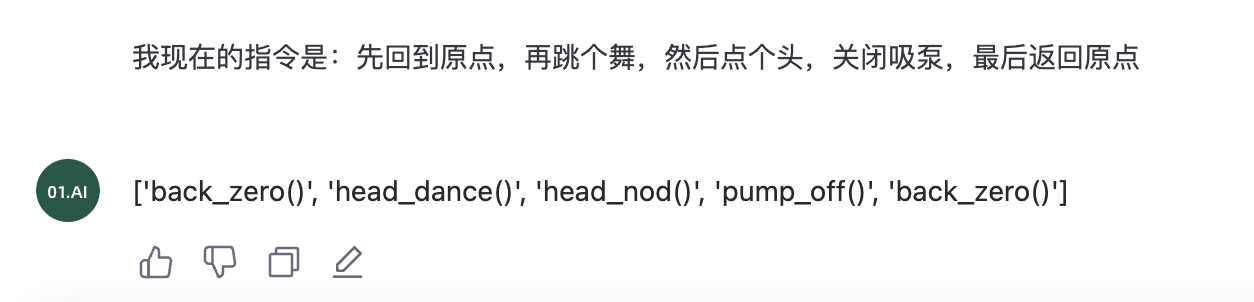 我现在的指令是：先回到原点，再跳个舞，然后点个头，关闭吸泵，最后返回原点
01.AI
['back_zero()', 'head_dance()', 'head_nod()', 'pump_off()', 'back_zero()']